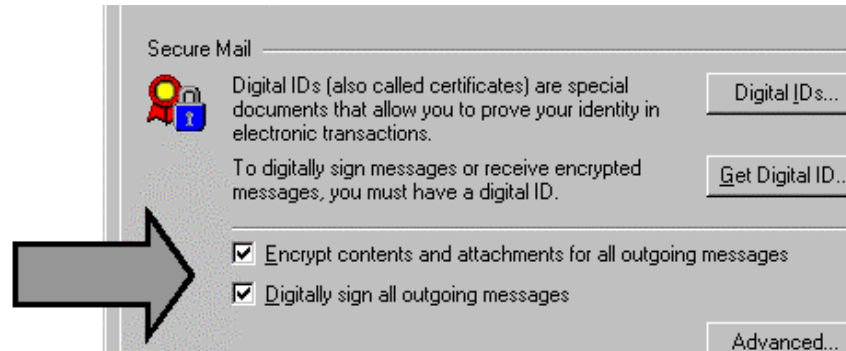 Secure Mail
Digital IDs (also called certificates) are special
documents that allow you to prove your identity in
electronic transactions.
Digital IDs...
To digitally sign messages or receive encrypted
messages, you must have a digital ID.
Get Digital ID..
Encrypt contents and attachments for all outgoing messages
Digitally sign all outgoing messages
Advanced...